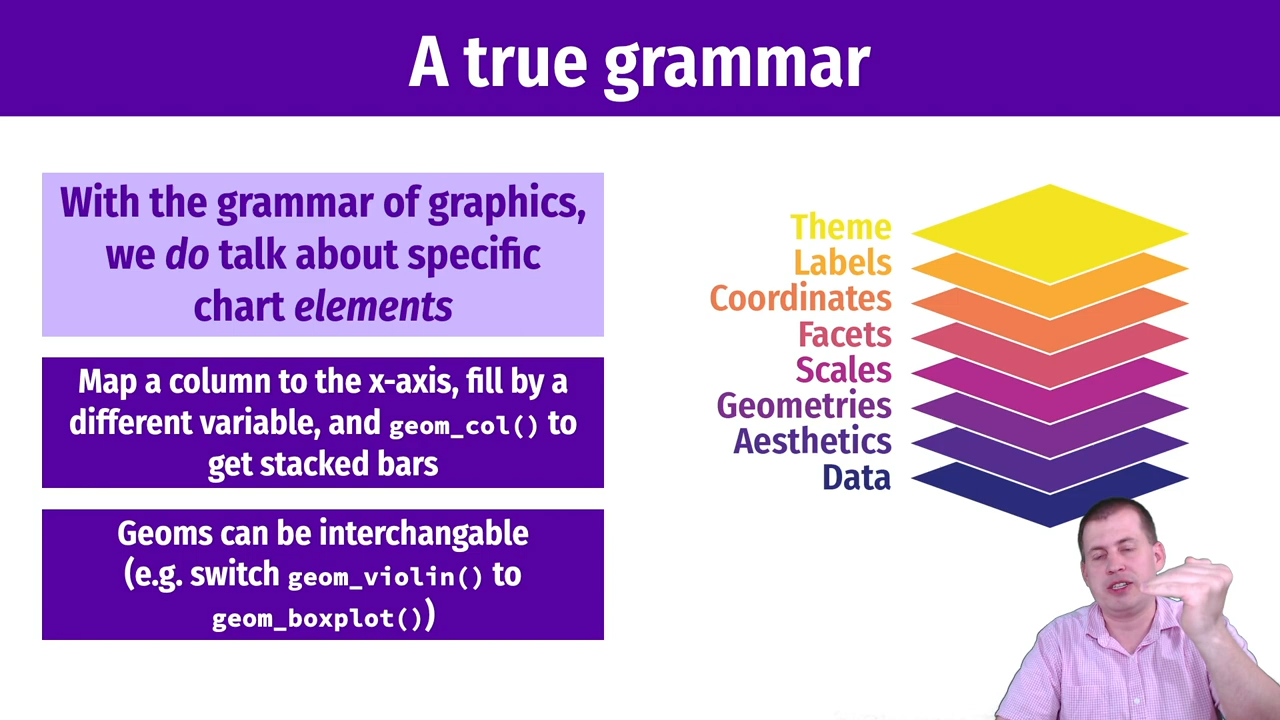 A true grammar
With the grammar of graphics,
we do talk about specific
chart elements
Map a column to the x-axis, fill by a
different variable, and geom_col() to
get stacked bars
Geoms can be interchangable
(e.g. switch geom_violin() to
geom_boxplot())
Theme
Labels
Coordinates
Facets
Scales
Geometries
Aesthetics
Data